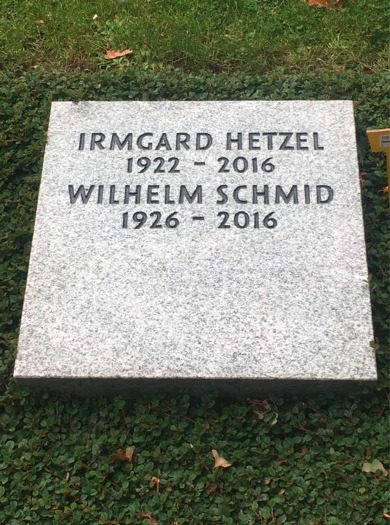 IRMGARD HETZEL
1922 – 2016
WILHELM SCHMID
1926 – 2016